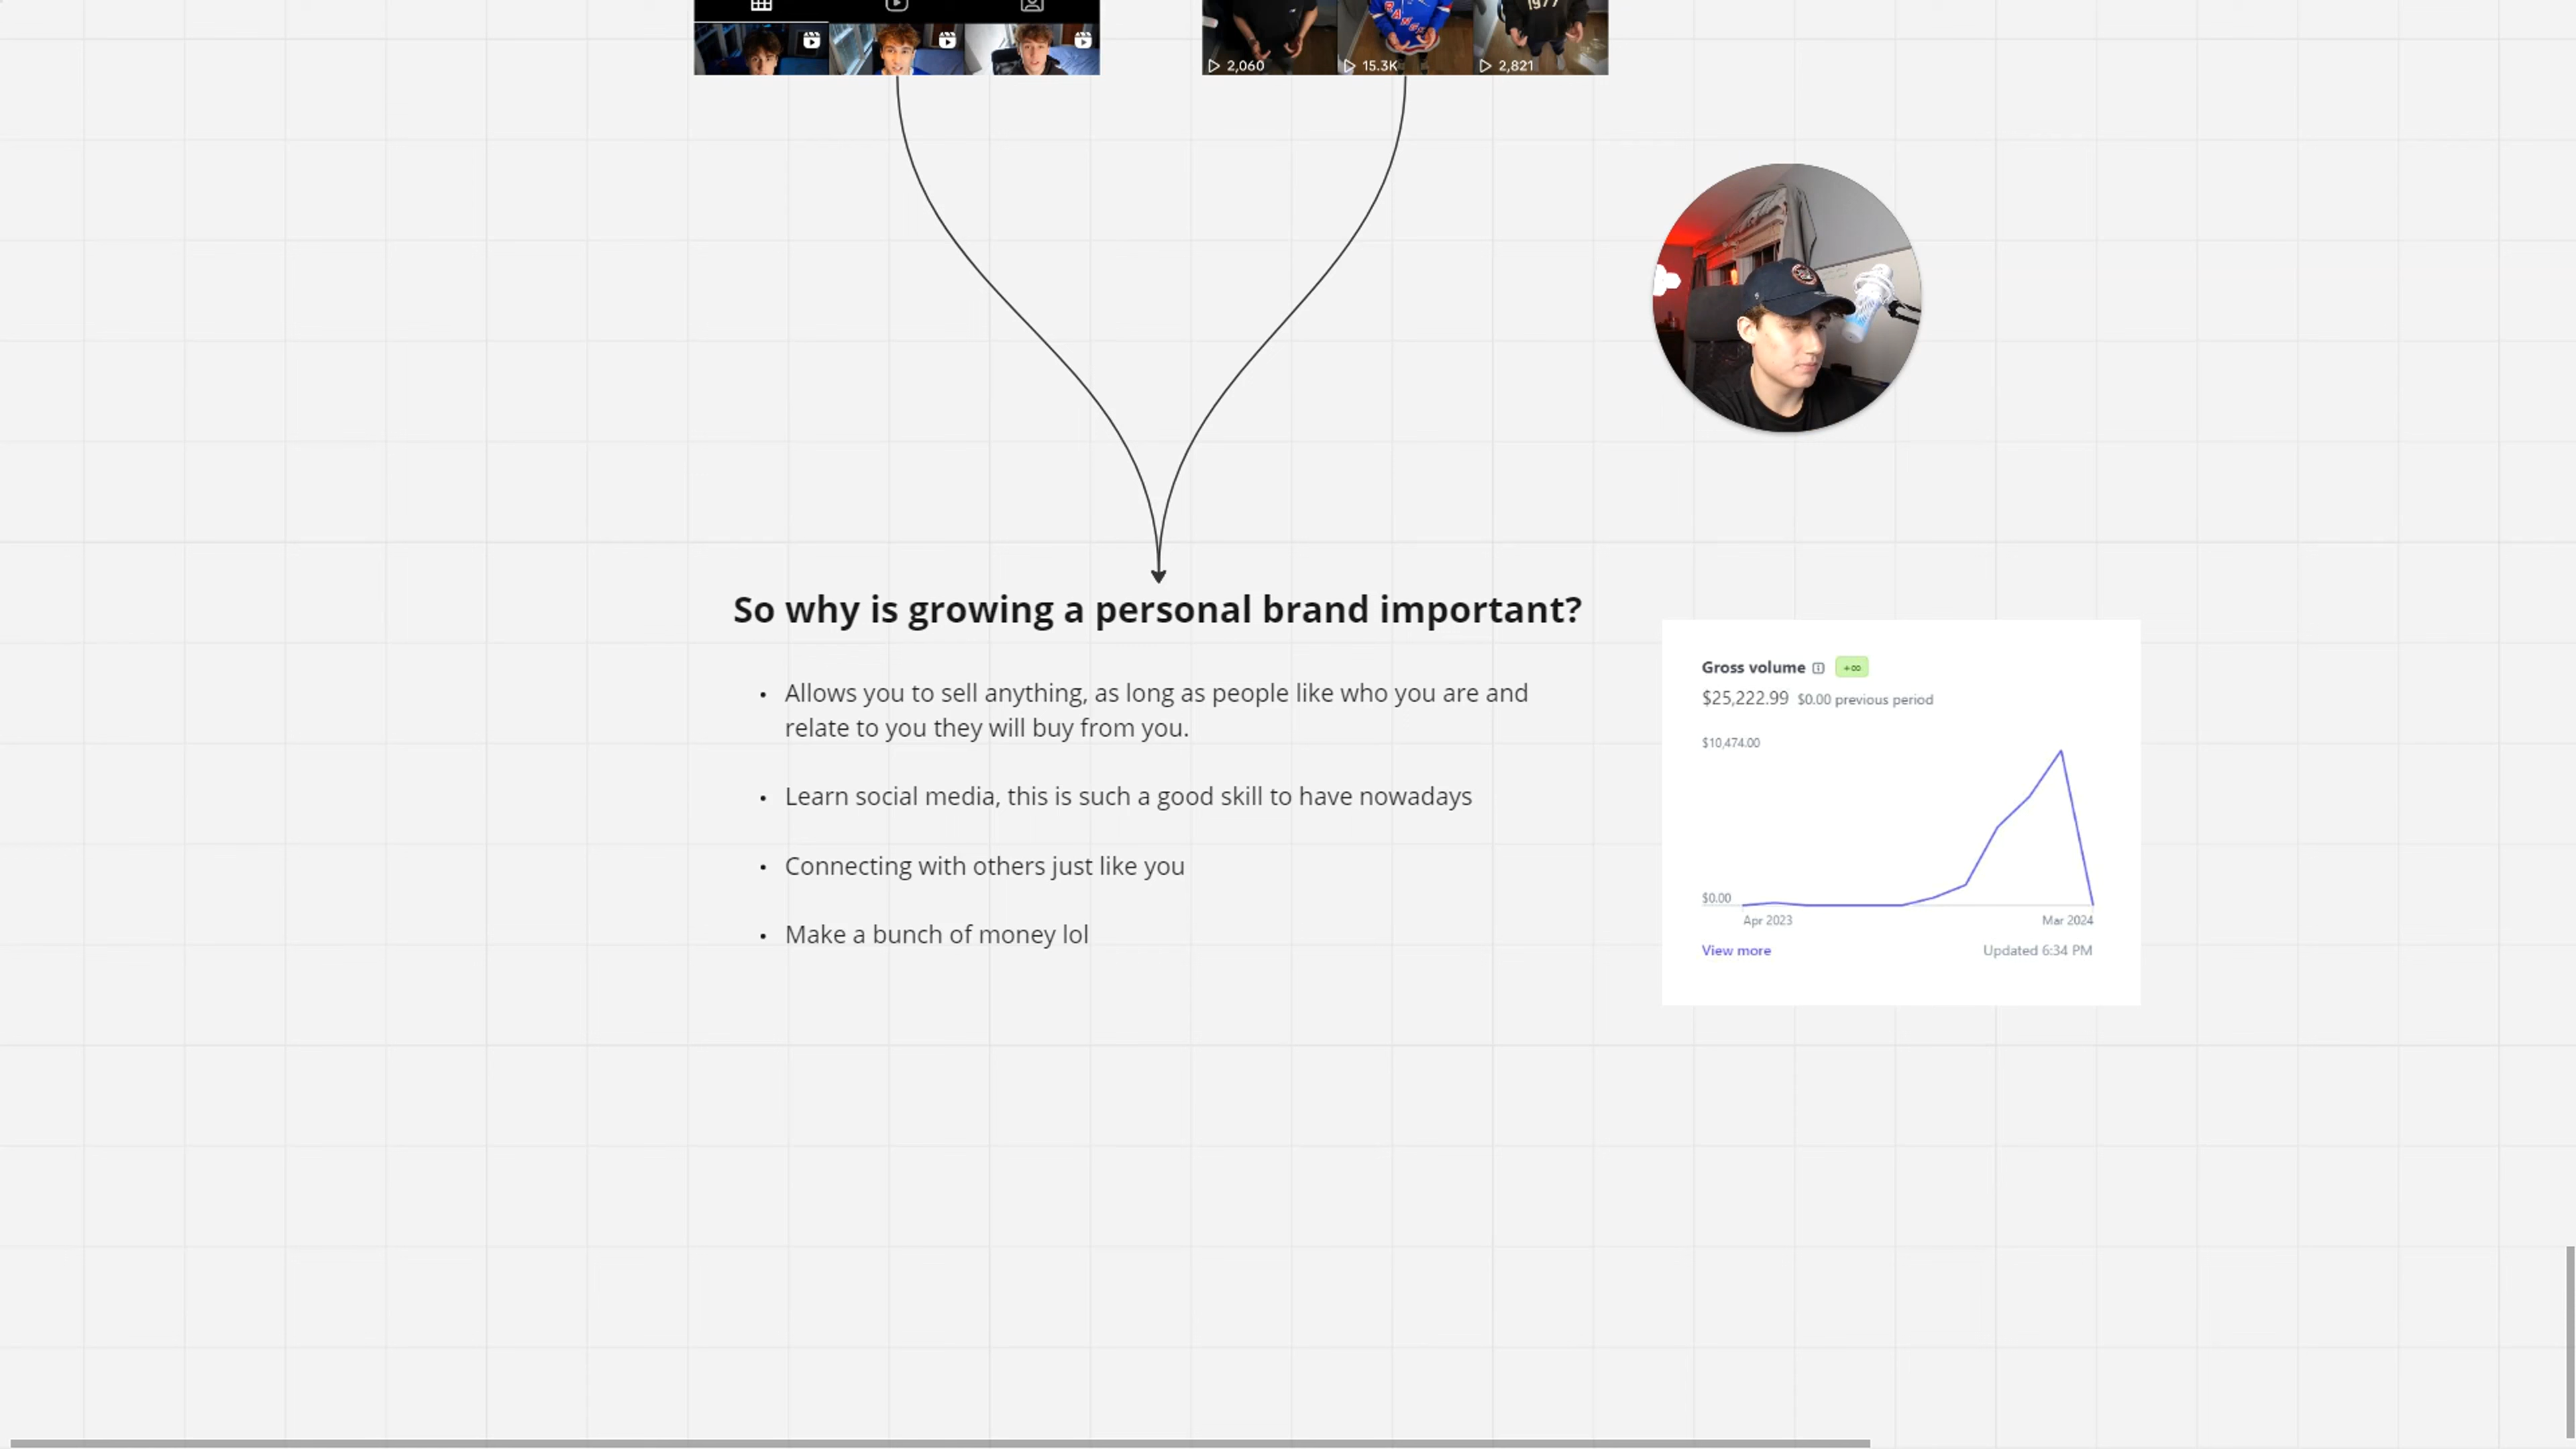 2,060
15.3K
2,821
RANG
1977
So why is growing a personal brand important?
• Allows you to sell anything, as long as people like who you are and
relate to you they will buy from you.
• Learn social media, this is such a good skill to have nowadays
• Connecting with others just like you
• Make a bunch of money lol
Gross volume +∞
$25,222.99 $0.00 previous period
$10,474.00
$0.00
Apr 2023 Mar 2024
View more Updated 6:34 PM